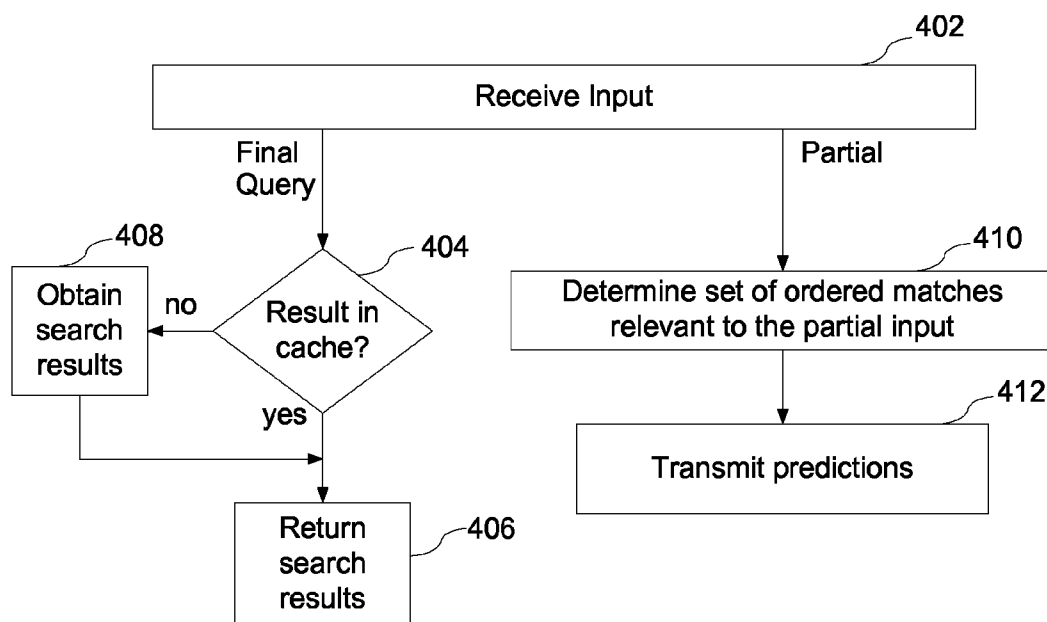 402
Receive Input
Final
Query
Partial
408
404
410
Obtain
search
results
no
Result in
cache?
Determine set of ordered matches
relevant to the partial input
yes
412
Transmit predictions
Return
search
results
406